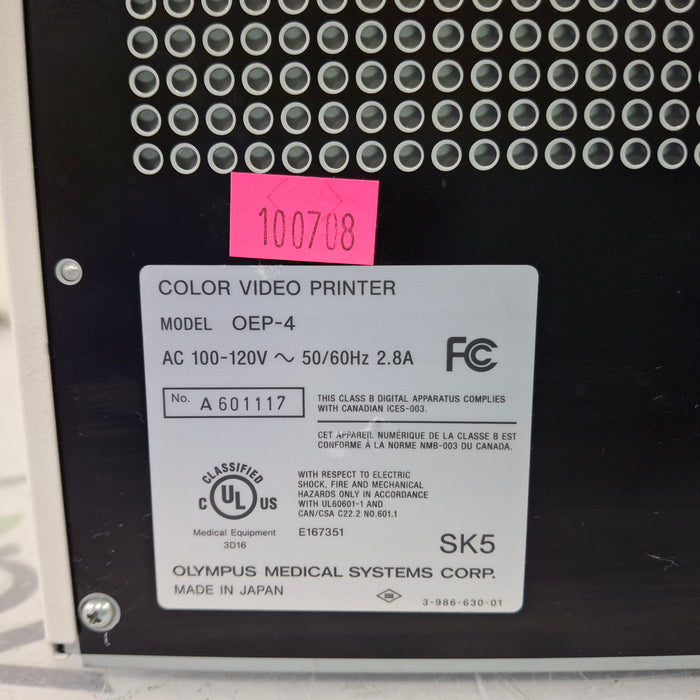 100708
COLOR VIDEO PRINTER
MODEL OEP-4
AC 100-120V ～ 50/60Hz 2.8A
FC
No. A 601117
THIS CLASS B DIGITAL APPARATUS COMPLIES
WITH CANADIAN ICES-003.
CET APPAREIL NUMÉRIQUE DE LA CLASSE B EST
CONFORME À LA NORME NMB-003 DU CANADA.
CLASSIFIED
C UL US
Medical Equipment
3D16
WITH RESPECT TO ELECTRIC
SHOCK, FIRE AND MECHANICAL
HAZARDS ONLY IN ACCORDANCE
WITH UL60601-1 AND
CAN/CSA C22.2 NO.601.1
E167351
SK5
OLYMPUS MEDICAL SYSTEMS CORP.
MADE IN JAPAN
3-986-630-01